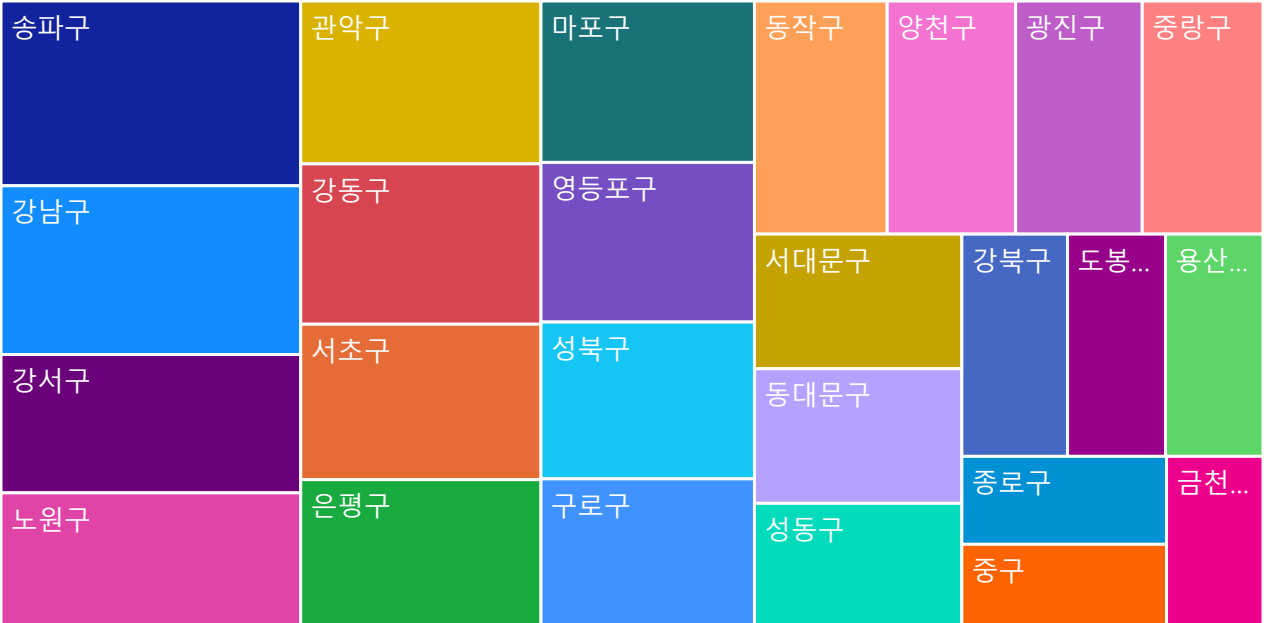 송파구
강남구
강서구
노원구
관악구
강동구
서초구
은평구
마포구
영등포구
성북구
구로구
동작구
양천구
광진구
중랑구
서대문구
동대문구
성동구
강북구
도봉...
용산...
종로구
중구
금천...